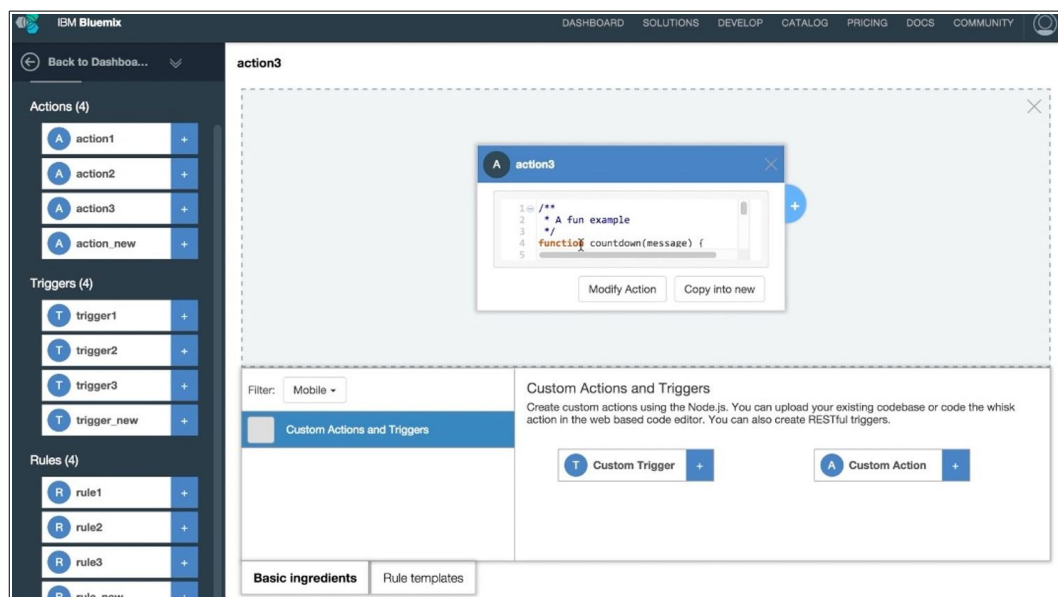 IBM Bluemix
DASHBOARD SOLUTIONS DEVELOP CATALOG PRICING DOCS COMMUNITY
Back to Dashboa...
action3
Actions (4)
A action1 +
A action2 +
A action3 +
A action_new +
Triggers (4)
T trigger1 +
T trigger2 +
T trigger3 +
T trigger_new +
Rules (4)
R rule1 +
R rule2 +
R rule3 +
R rule_new +
A action3
1 /**
2 * A fun example
3 */
4 function countdown(message) {
5
Modify Action
Copy into new
+
Filter: Mobile
Custom Actions and Triggers
Custom Actions and Triggers
Create custom actions using the Node.js. You can upload your existing codebase or code the whisk
action in the web based code editor. You can also create RESTful triggers.
T Custom Trigger +
A Custom Action +
Basic ingredients
Rule templates